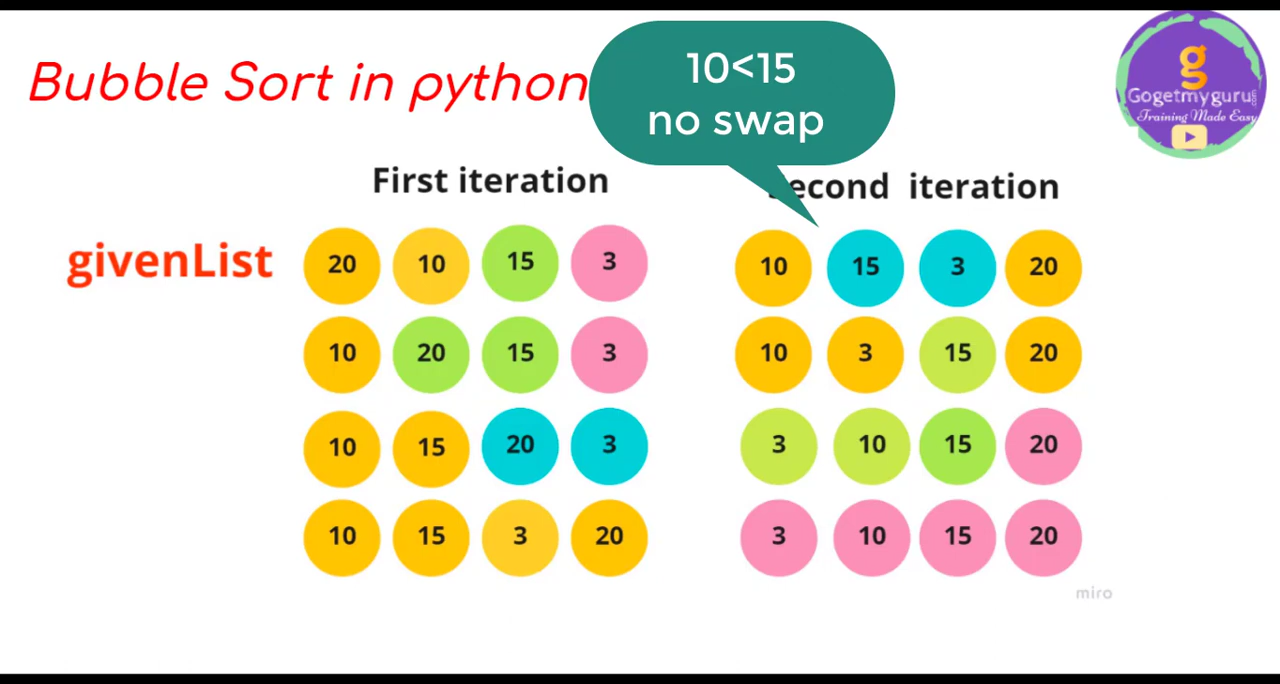 Bubble Sort in python
10<15
no swap
g
Gogetmyguru.com
Training Made Easy
First iteration
econd iteration
givenList
20 10 15 3
10 20 15 3
10 15 20 3
10 15 3 20
10 15 3 20
10 3 15 20
3 10 15 20
3 10 15 20
miro